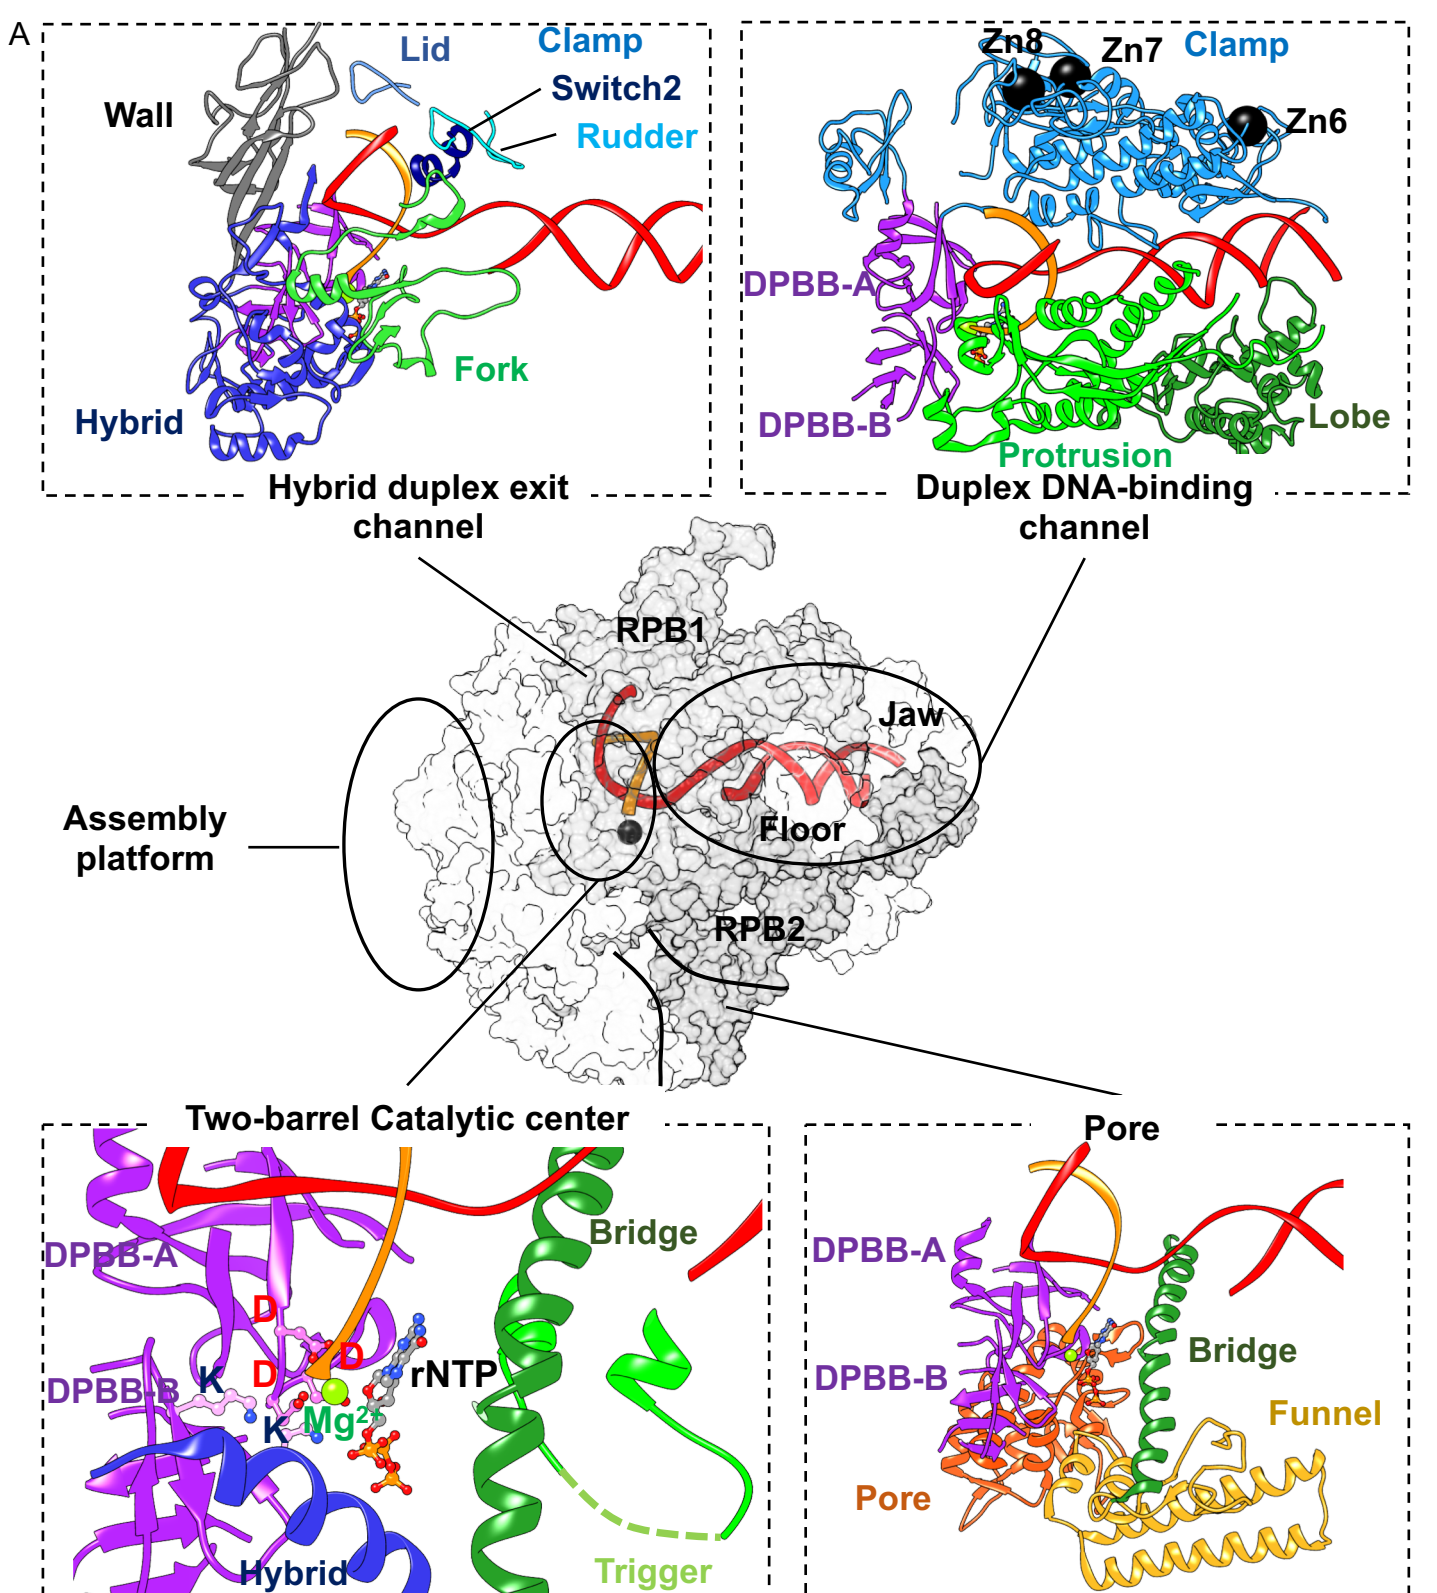 A
Lid
Clamp
Switch2
Rudder
Wall
Fork
Hybrid
Hybrid duplex exit
channel
Zn8
Zn7
Clamp
Zn6
DPBB-A
DPBB-B
Lobe
Protrusion
Duplex DNA-binding
channel
RPB1
Jaw
Floor
RPB2
Assembly
platform
Two-barrel Catalytic center
DPBB-A
Bridge
D
D
D
DPBB-B
K
rNTP
K
Mg²⁺
Hybrid
Trigger
Pore
DPBB-A
Bridge
DPBB-B
Funnel
Pore